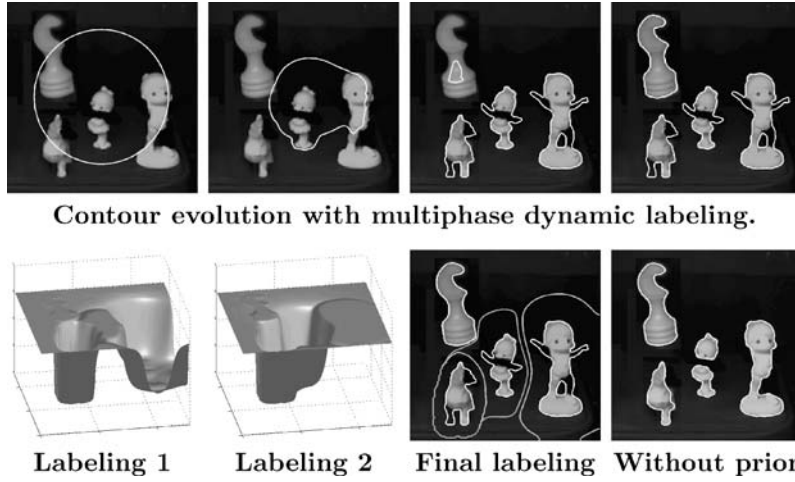 Contour evolution with multiphase dynamic labeling.
Labeling 1 Labeling 2 Final labeling Without prior